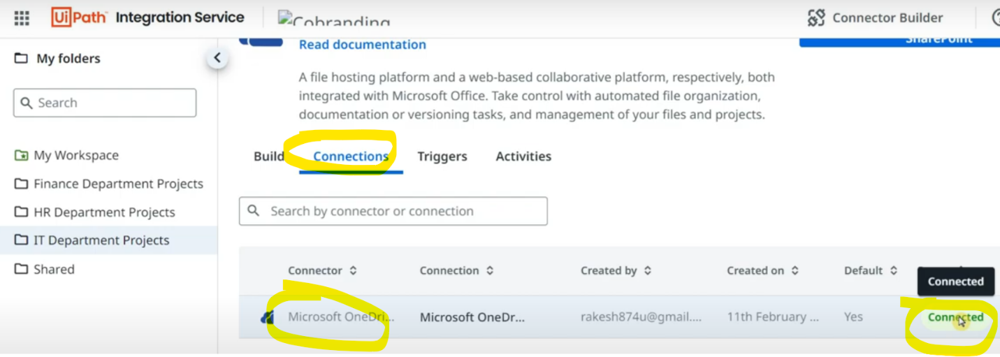 UiPath Integration Service
Cobranding
Connector Builder
My folders
Search
My Workspace
Finance Department Projects
HR Department Projects
IT Department Projects
Shared
Read documentation
SharePoint
A file hosting platform and a web-based collaborative platform, respectively, both
integrated with Microsoft Office. Take control with automated file organization,
documentation or versioning tasks, and management of your files and projects.
Build Connections Triggers Activities
Search by connector or connection
Connector Connection Created by Created on Default
Connected
Microsoft OneDri... Microsoft OneDr... rakesh874u@gmail.... 11th February ... Yes Connected